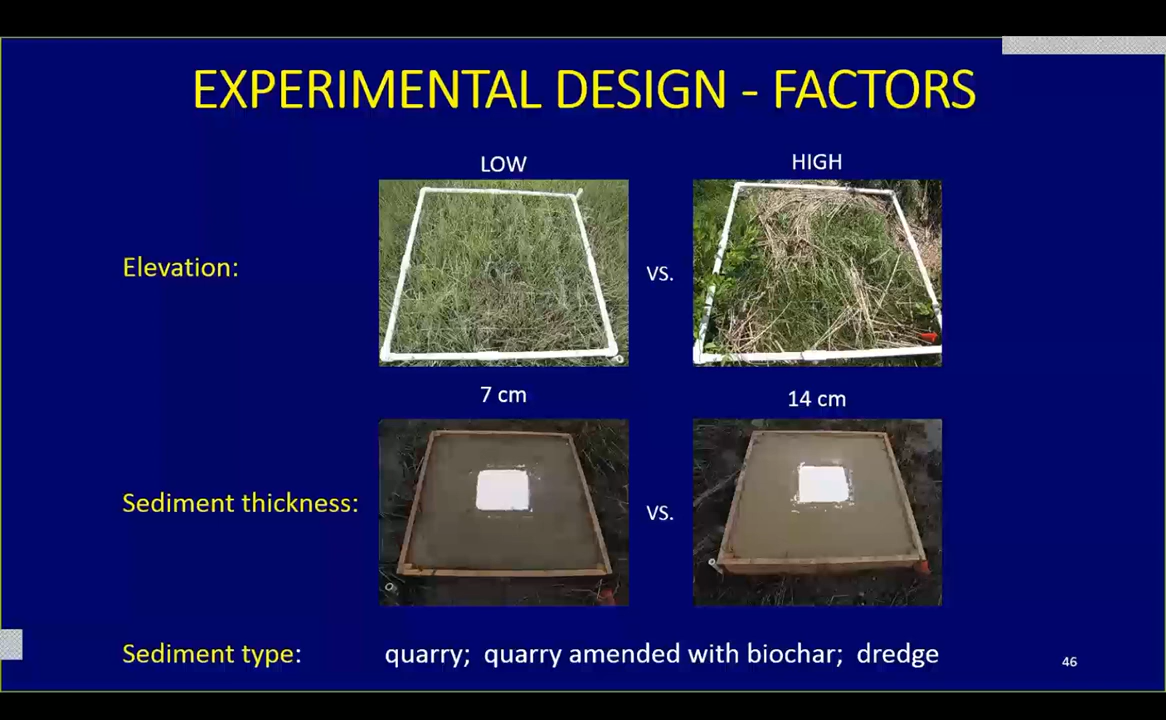 EXPERIMENTAL DESIGN - FACTORS
LOW
HIGH
Elevation:
VS.
7 cm
14 cm
Sediment thickness:
VS.
Sediment type: quarry; quarry amended with biochar; dredge
46